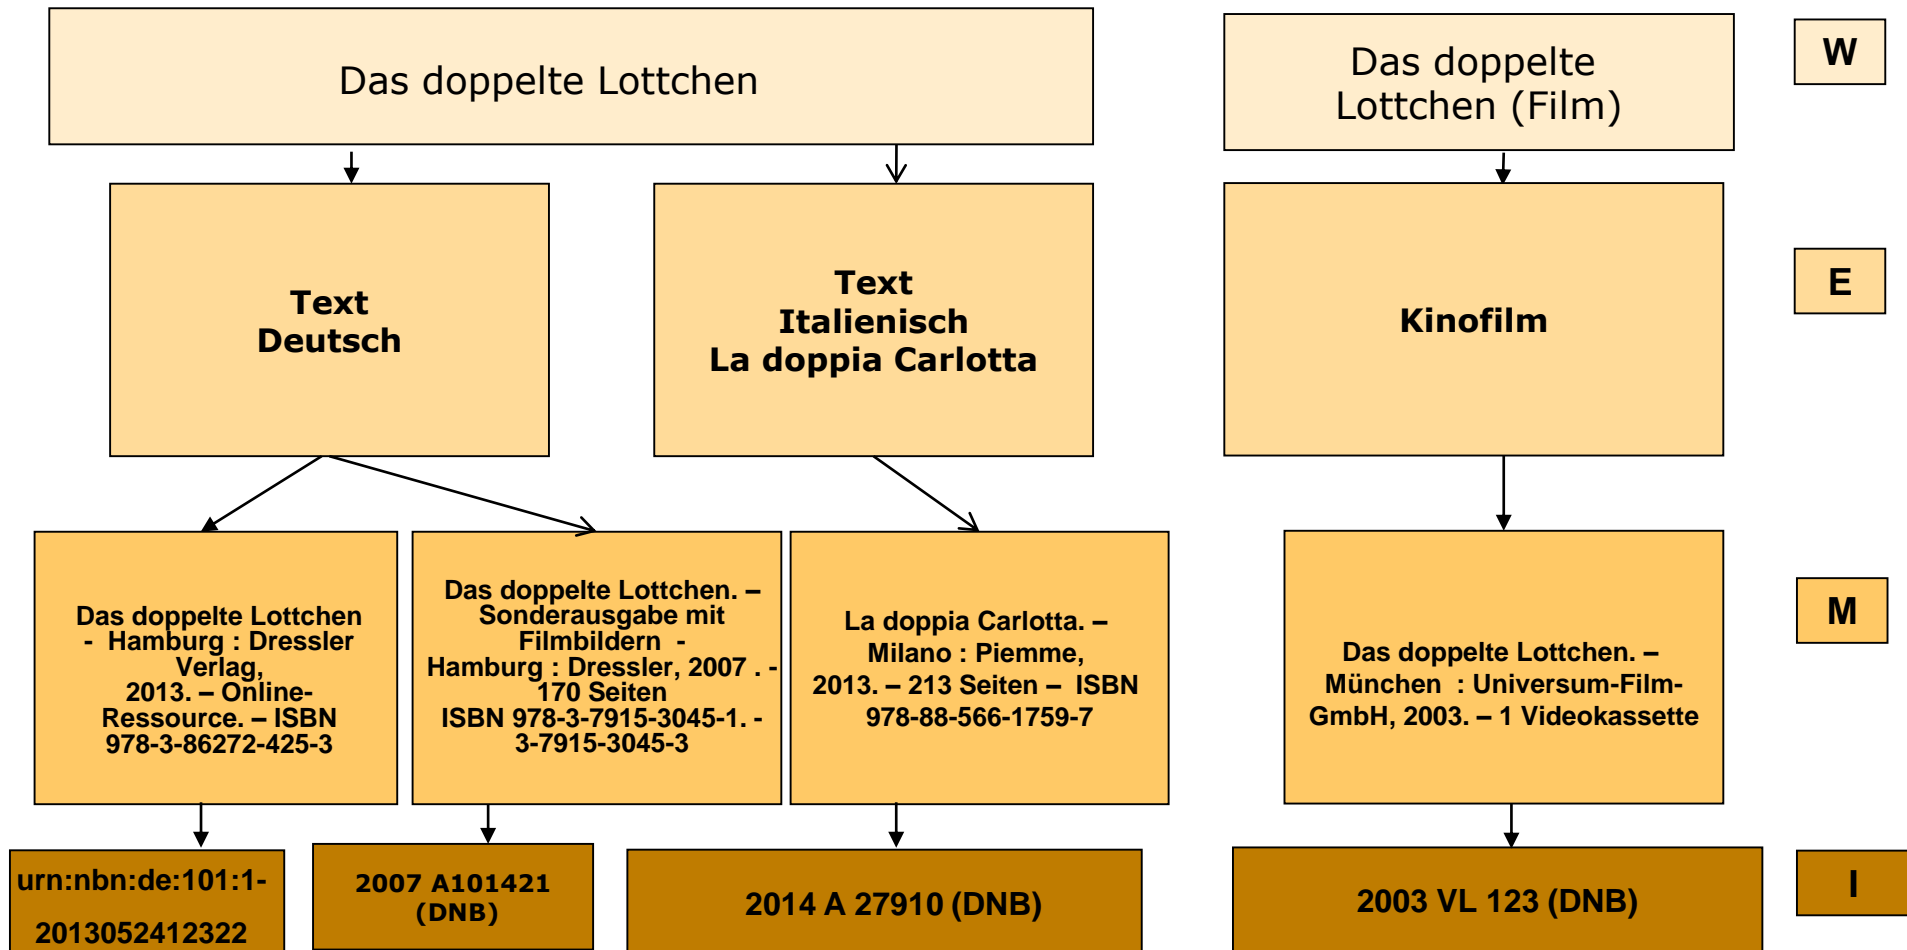 Das doppelte Lottchen
Das doppelte
Lottchen (Film)
W
Text
Deutsch
Text
Italienisch
La doppia Carlotta
Kinofilm
E
Das doppelte Lottchen
- Hamburg : Dressler
Verlag,
2013. – Online-
Ressource. – ISBN
978-3-86272-425-3
Das doppelte Lottchen. –
Sonderausgabe mit
Filmbildern -
Hamburg : Dressler, 2007 . -
170 Seiten
ISBN 978-3-7915-3045-1. -
3-7915-3045-3
La doppia Carlotta. –
Milano : Piemme,
2013. – 213 Seiten – ISBN
978-88-566-1759-7
Das doppelte Lottchen. –
München : Universum-Film-
GmbH, 2003. – 1 Videokassette
M
urn:nbn:de:101:1-
2013052412322
2007 A101421
(DNB)
2014 A 27910 (DNB)
2003 VL 123 (DNB)
I